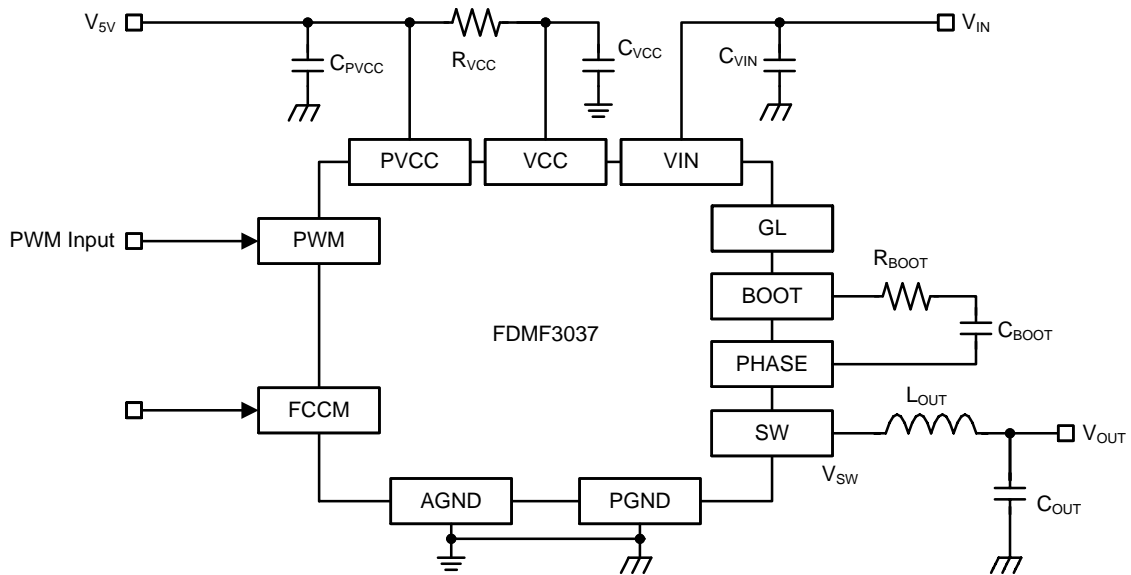 V5V
RVCC
CPVCC
CVCC
CVIN
VIN
PVCC
VCC
VIN
PWM Input
PWM
GL
RBOOT
BOOT
CBOOT
FDMF3037
PHASE
FCCM
LOUT
SW
VOUT
VSW
AGND
PGND
COUT